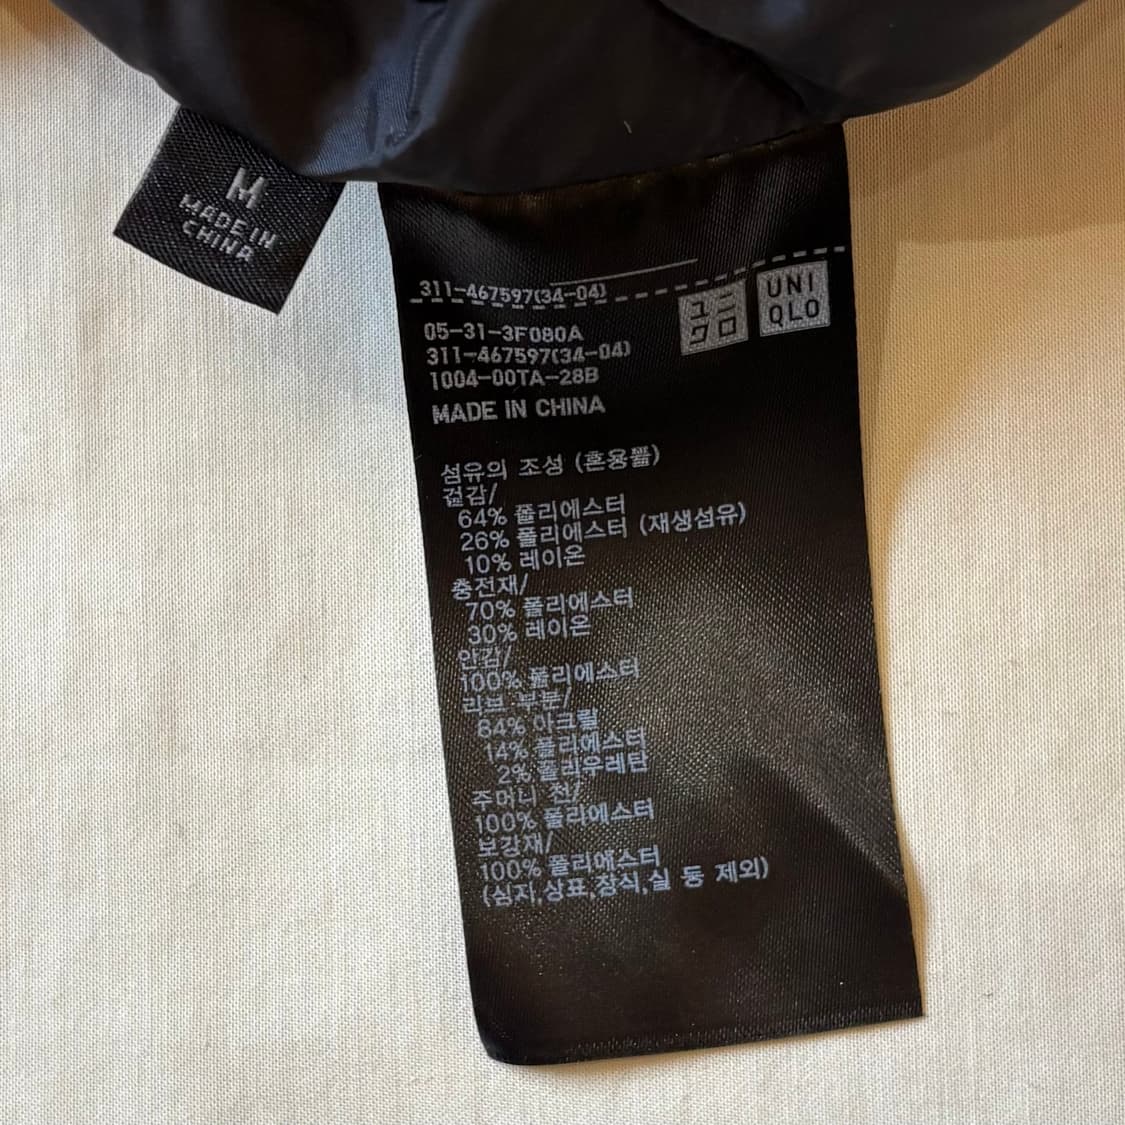 M
MADE IN
CHINA
311-467597(34-04)
ユニ
クロ
UNI
QLO
05-31-3F080A
311-467597(34-04)
1004-00TA-28B
MADE IN CHINA
섬유의 조성 (혼용률)
겉감/
64% 폴리에스터
26% 폴리에스터 (재생섬유)
10% 레이온
충전재/
70% 폴리에스터
30% 레이온
안감/
100% 폴리에스터
리브 부분/
84% 아크릴
14% 폴리에스터
2% 폴리우레탄
주머니 천/
100% 폴리에스터
보강재/
100% 폴리에스터
(심지,상표,장식,실 등 제외)